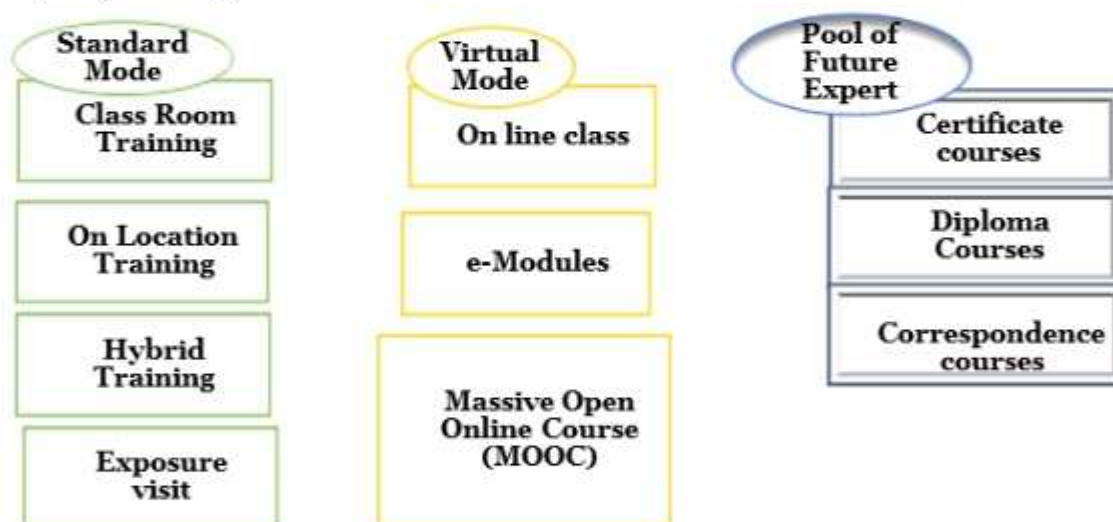 Standard
Mode
Class Room
Training
On Location
Training
Hybrid
Training
Exposure
visit
Virtual
Mode
On line class
e-Modules
Massive Open
Online Course
(MOOC)
Pool of
Future
Expert
Certificate
courses
Diploma
Courses
Correspondence
courses